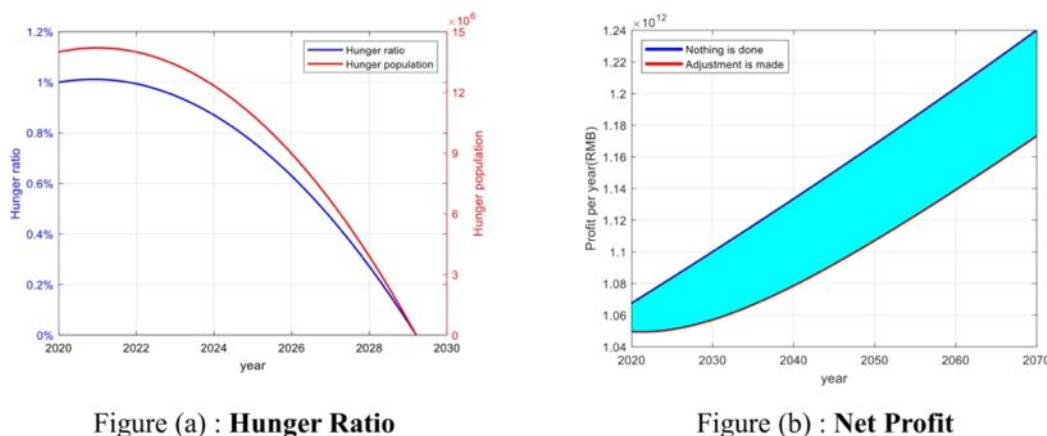 ×10⁶
1.2%
1%
0.8%
0.6%
0.4%
0.2%
0%
Hunger ratio
Hunger ratio
Hunger population
15
12
9
6
3
0
Hunger population
2020 2022 2024 2026 2028 2030
year
Figure (a) : Hunger Ratio
×10¹²
1.24
1.22
1.2
1.18
1.16
1.14
1.12
1.1
1.08
1.06
1.04
Profit per year(RMB)
Nothing is done
Adjustment is made
2020 2030 2040 2050 2060 2070
year
Figure (b) : Net Profit